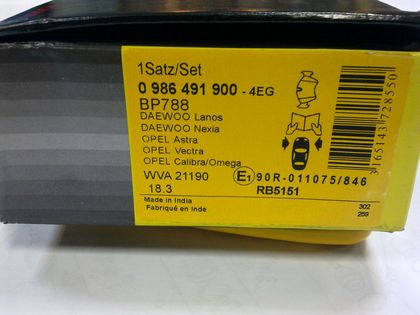 1Satz/Set
0 986 491 900 - 4EG
BP788
DAEWOO Lanos
DAEWOO Nexia
OPEL Astra
OPEL Vectra
OPEL Calibra/Omega
WVA 21190
18.3
E1 90R-011075/846
RB5151
Made in India
Fabriqué en Inde
302
259
3165143728550